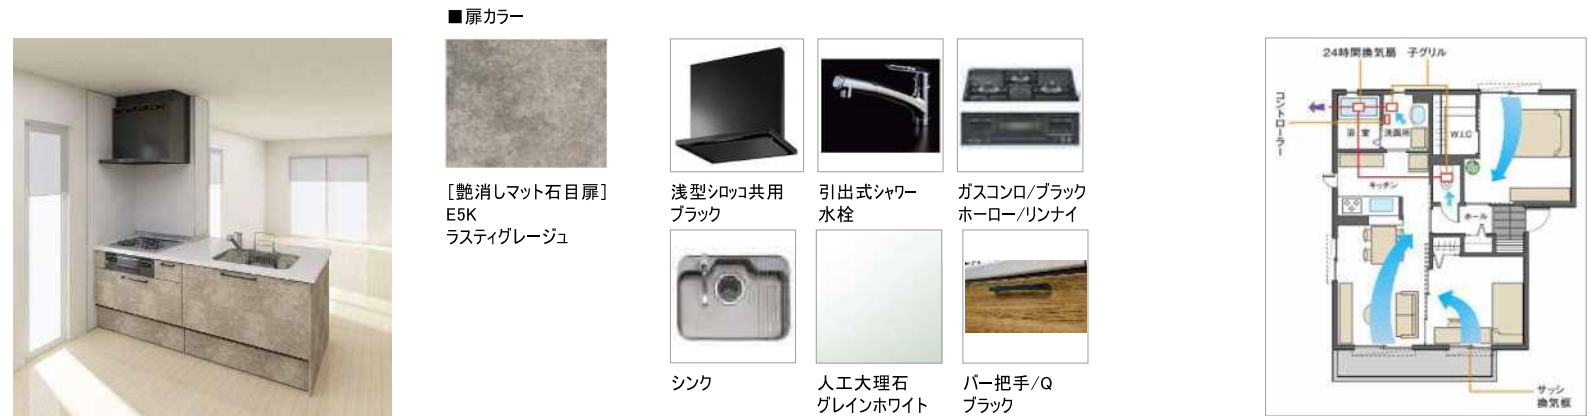 ■扉カラー
[艶消しマット石目扉]
E5K
ラスティグレージュ
浅型シロッコ共用
ブラック
引出式シャワー
水栓
ガスコンロ/ブラック
ホーロー/リンナイ
シンク
人工大理石
グレインホワイト
バー把手/Q
ブラック
24時間換気扇 子グリル
コントローラー
浴室
洗面所
W.I.C
キッチン
ホール
サッシ
換気框